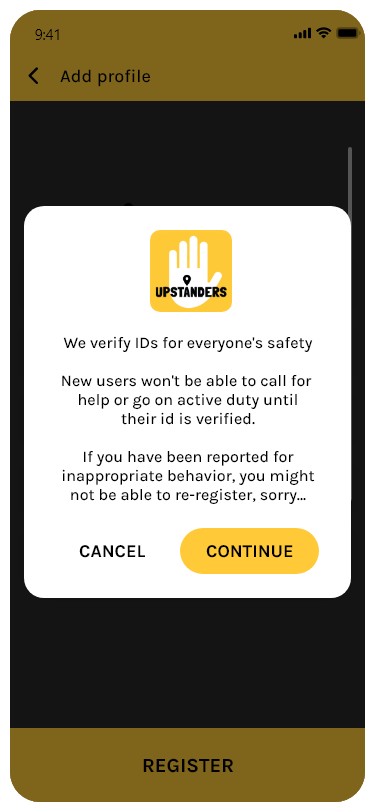 9:41
Add profile
UPSTANDERS
We verify IDs for everyone's safety
New users won't be able to call for
help or go on active duty until
their id is verified.
If you have been reported for
inappropriate behavior, you might
not be able to re-register, sorry...
CANCEL
CONTINUE
REGISTER